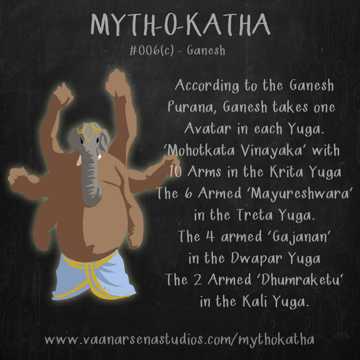 MYTH-O-KATHA
#006(c) - Ganesh
According to the Ganesh
Purana, Ganesh takes one
Avatar in each Yuga.
'Mohotkata Vinayaka' with
10 Arms in the Krita Yuga
The 6 Armed 'Mayureshwara'
in the Treta Yuga.
The 4 armed 'Gajanan'
in the Dwapar Yuga
The 2 Armed 'Dhumraketu'
in the Kali Yuga.
www.vaanarsenastudios.com/mythokatha